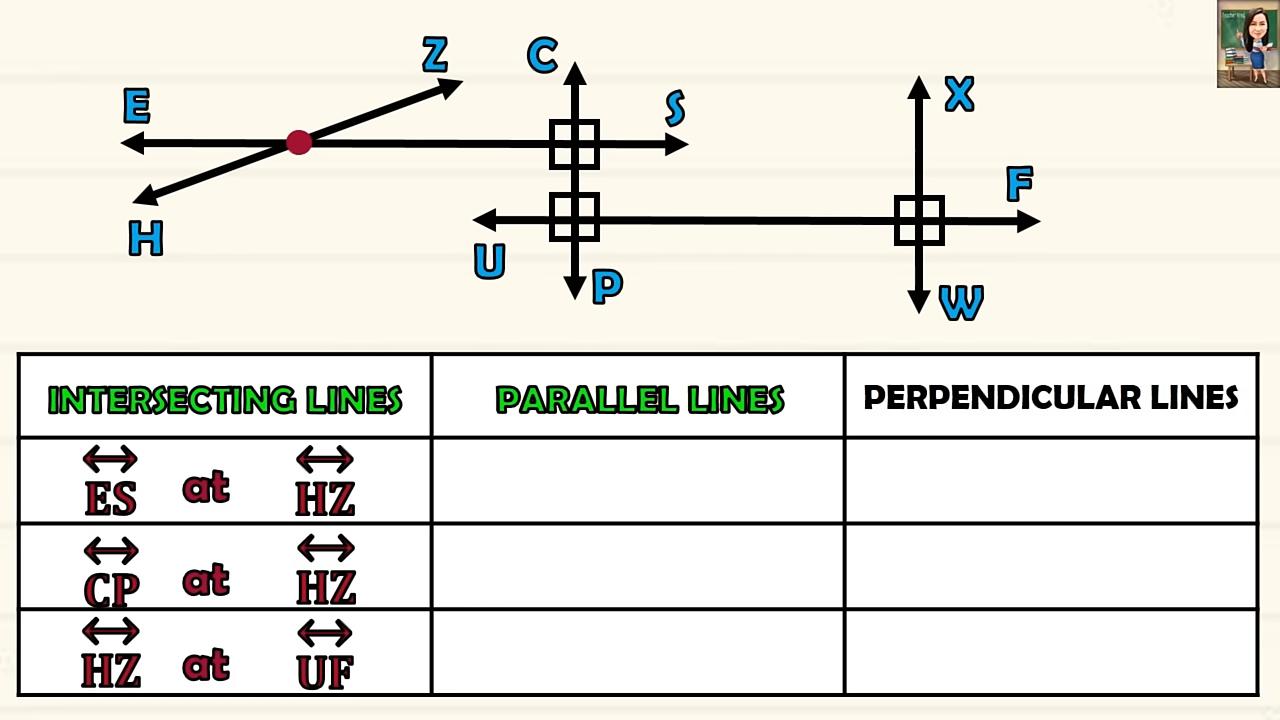 Z C
E S X
F
H U P W
INTERSECTING LINES PARALLEL LINES PERPENDICULAR LINES
ES at HZ
CP at HZ
HZ at UF